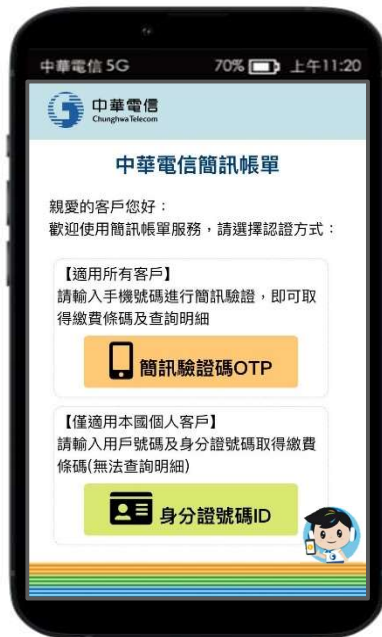 中華電信 5G 70% 上午11:20
中華電信
Chunghwa Telecom
中華電信簡訊帳單
親愛的客戶您好：
歡迎使用簡訊帳單服務，請選擇認證方式：
【適用所有客戶】
請輸入手機號碼進行簡訊驗證，即可取
得繳費條碼及查詢明細
簡訊驗證碼OTP
【僅適用本國個人客戶】
請輸入用戶號碼及身分證號碼取得繳費
條碼(無法查詢明細)
身分證號碼ID